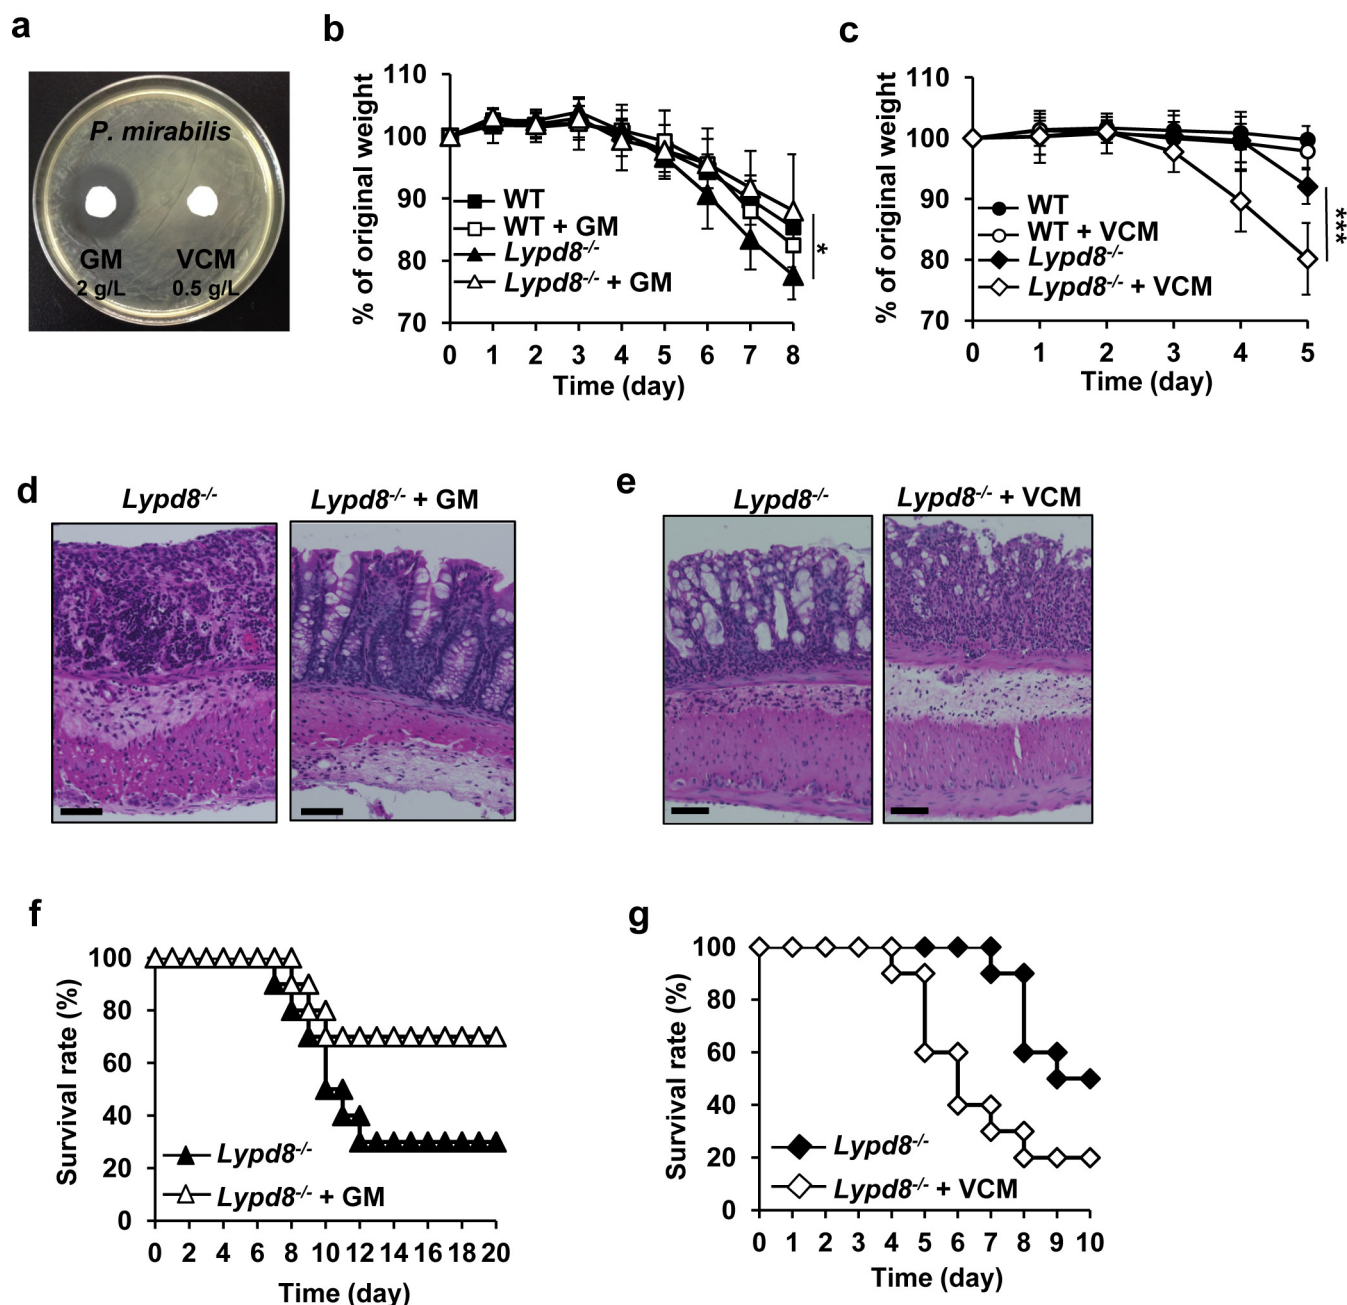 a
P. mirabilis
GM VCM
2 g/L 0.5 g/L
b
% of original weight
110
100
90
80
70
WT
WT + GM
Lypd8-/-
Lypd8-/- + GM
*
0 1 2 3 4 5 6 7 8
Time (day)
c
% of original weight
110
100
90
80
70
WT
WT + VCM
Lypd8-/-
Lypd8-/- + VCM
***
0 1 2 3 4 5
Time (day)
d
Lypd8-/- Lypd8-/- + GM
e
Lypd8-/- Lypd8-/- + VCM
f
Survival rate (%)
100
80
60
40
20
0
Lypd8-/-
Lypd8-/- + GM
0 2 4 6 8 10 12 14 16 18 20
Time (day)
g
Survival rate (%)
100
80
60
40
20
0
Lypd8-/-
Lypd8-/- + VCM
0 1 2 3 4 5 6 7 8 9 10
Time (day)